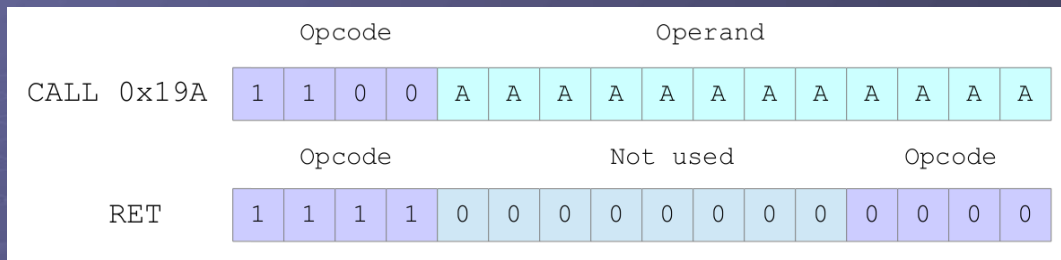 Opcode Operand
CALL 0x19A 1 1 0 0 A A A A A A A A A A A A
Opcode Not used Opcode
RET 1 1 1 1 0 0 0 0 0 0 0 0 0 0 0 0